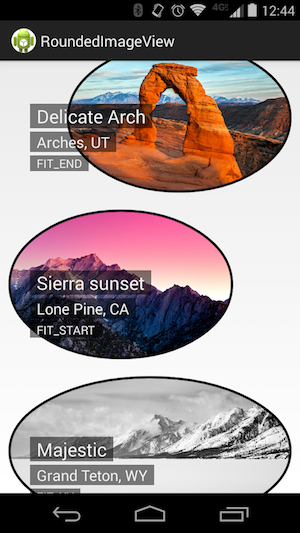 4G 12:44
RoundedImageView
Delicate Arch
Arches, UT
FIT_END
Sierra sunset
Lone Pine, CA
FIT_START
Majestic
Grand Teton, WY